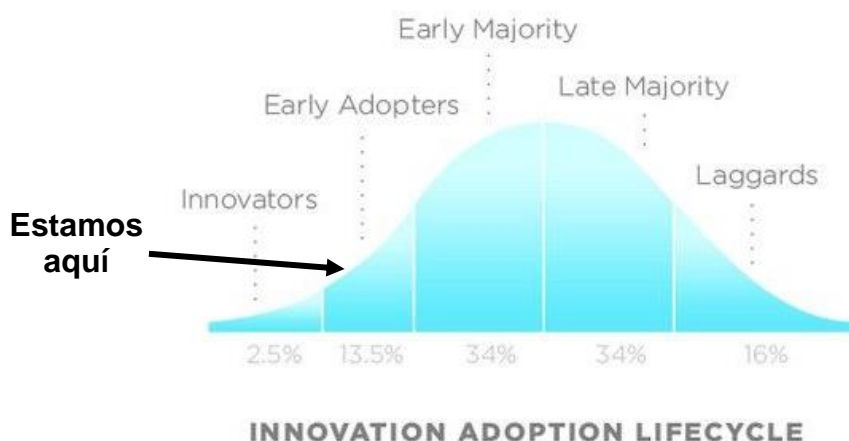 Early Majority
Late Majority
Early Adopters
Laggards
Innovators
Estamos
aquí
2.5% 13.5% 34% 34% 16%
INNOVATION ADOPTION LIFECYCLE